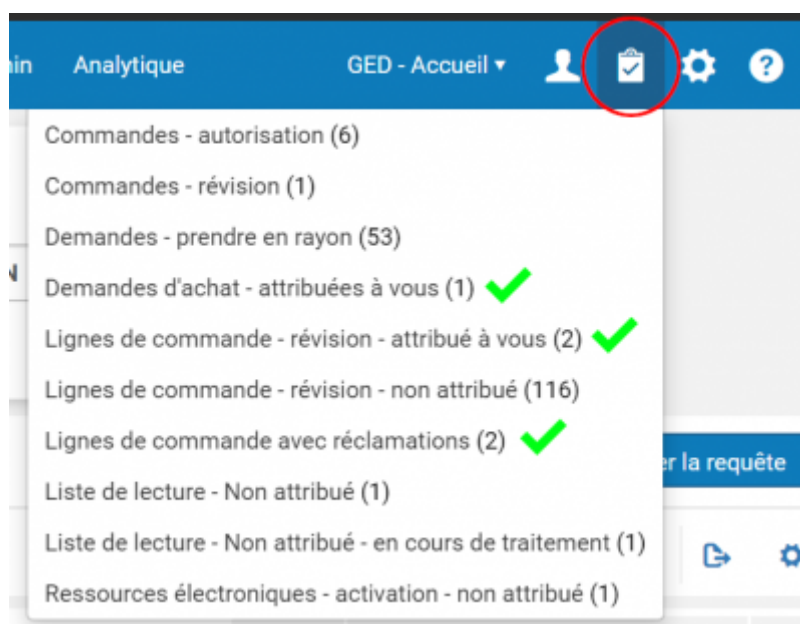 Analytique
GED - Accueil
Commandes - autorisation (6)
Commandes - révision (1)
Demandes - prendre en rayon (53)
Demandes d'achat - attribuées à vous (1)
Lignes de commande - révision - attribué à vous (2)
Lignes de commande - révision - non attribué (116)
Lignes de commande avec réclamations (2)
er la requête
Liste de lecture - Non attribué (1)
Liste de lecture - Non attribué - en cours de traitement (1)
Ressources électroniques - activation - non attribué (1)